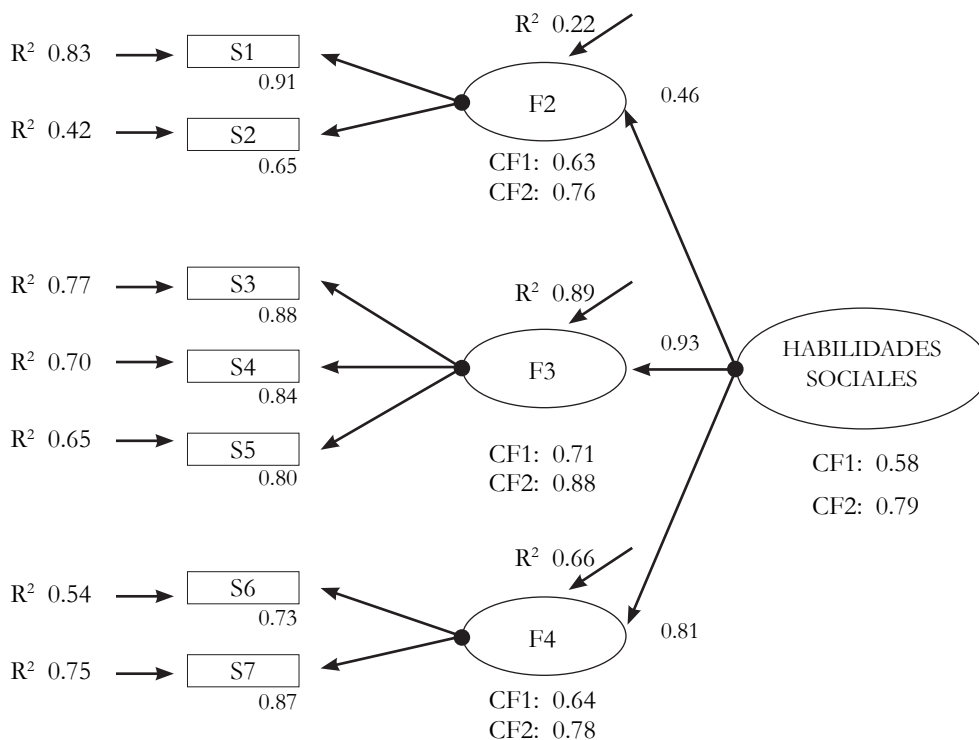 R² 0.22
R² 0.83
S1
0.91
F2
0.46
R² 0.42
S2
0.65
CF1: 0.63
CF2: 0.76
R² 0.77
S3
0.88
R² 0.89
R² 0.70
S4
0.84
F3
0.93
HABILIDADES
SOCIALES
R² 0.65
S5
0.80
CF1: 0.71
CF2: 0.88
CF1: 0.58
CF2: 0.79
R² 0.66
R² 0.54
S6
0.73
F4
0.81
R² 0.75
S7
0.87
CF1: 0.64
CF2: 0.78